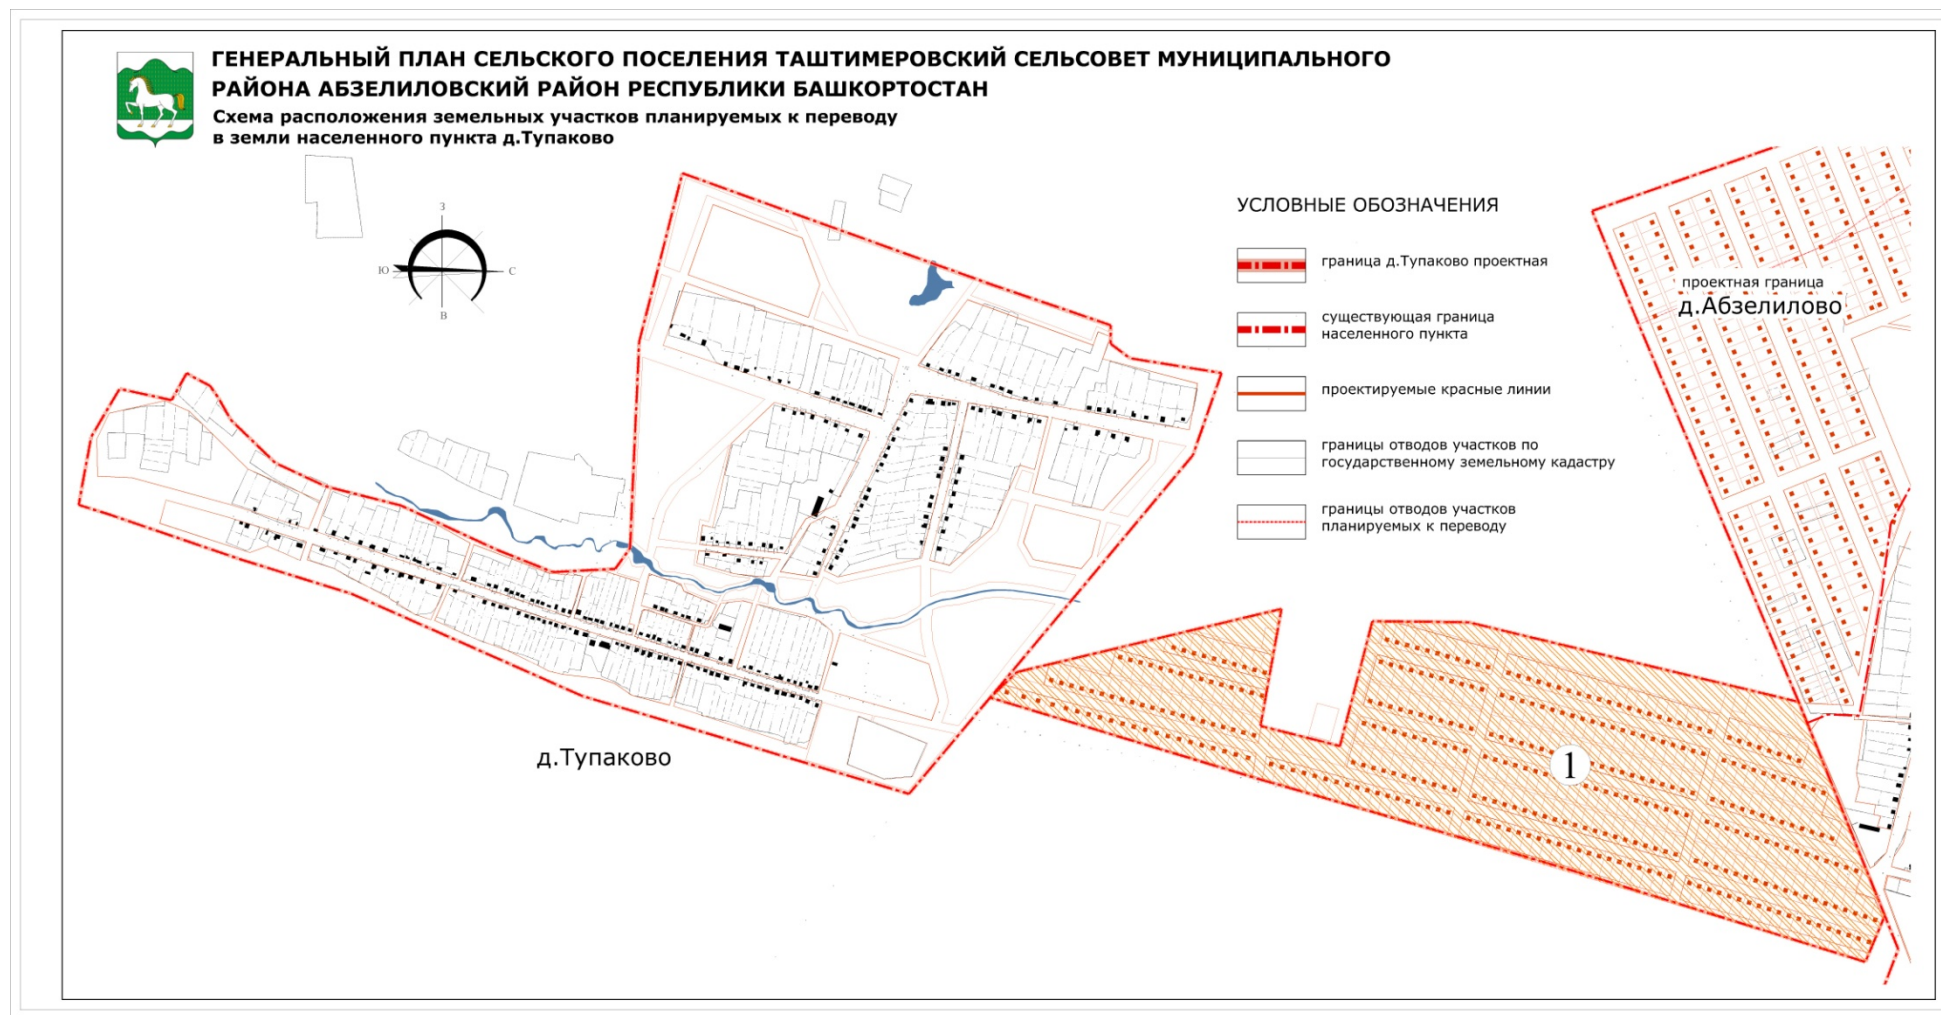 ГЕНЕРАЛЬНЫЙ ПЛАН СЕЛЬСКОГО ПОСЕЛЕНИЯ ТАШТИМЕРОВСКИЙ СЕЛЬСОВЕТ МУНИЦИПАЛЬНОГО
РАЙОНА АБЗЕЛИЛОВСКИЙ РАЙОН РЕСПУБЛИКИ БАШКОРТОСТАН
Схема расположения земельных участков планируемых к переводу
в земли населенного пункта д.Тупаково
З
Ю
С
В
УСЛОВНЫЕ ОБОЗНАЧЕНИЯ
граница д.Тупаково проектная
существующая граница
населенного пункта
проектируемые красные линии
границы отводов участков по
государственному земельному кадастру
границы отводов участков
планируемых к переводу
проектная граница
д.Абзелилово
д.Тупаково
1